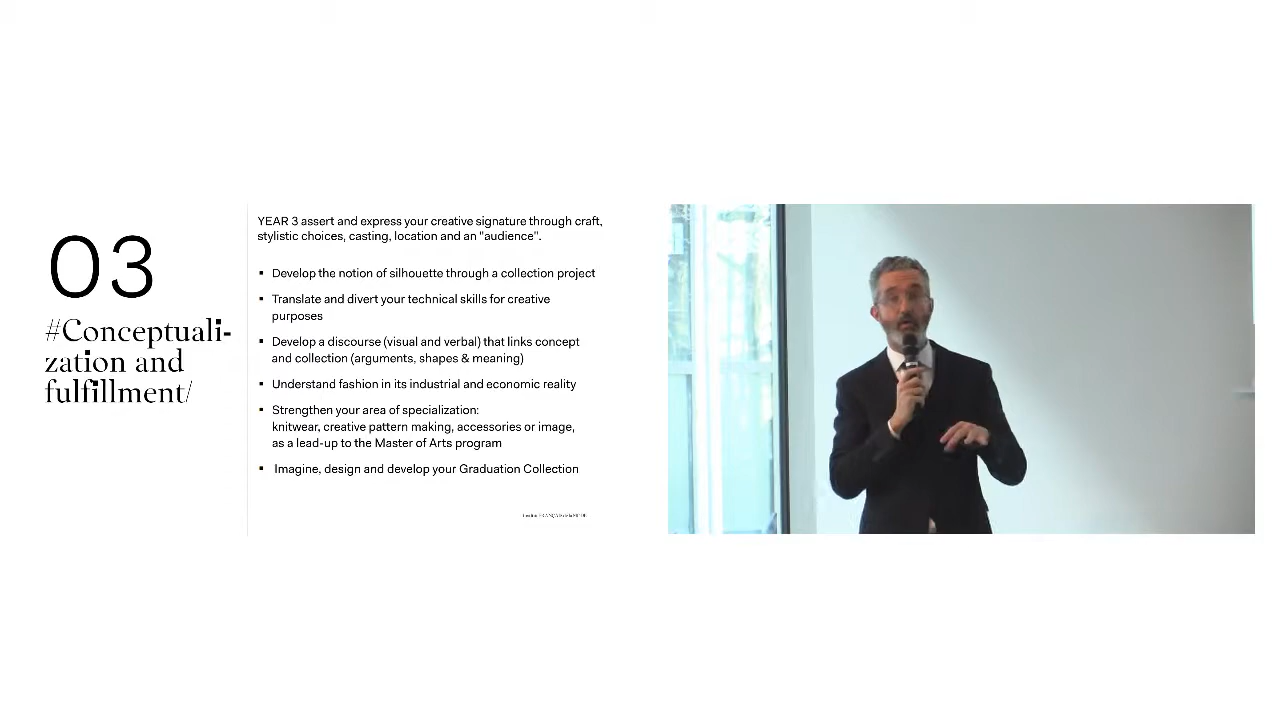 03
#Conceptuali-
zation and
fulfillment/
YEAR 3 assert and express your creative signature through craft,
stylistic choices, casting, location and an "audience".
▪ Develop the notion of silhouette through a collection project
▪ Translate and divert your technical skills for creative
purposes
▪ Develop a discourse (visual and verbal) that links concept
and collection (arguments, shapes & meaning)
▪ Understand fashion in its industrial and economic reality
▪ Strengthen your area of specialization:
knitwear, creative pattern making, accessories or image,
as a lead-up to the Master of Arts program
▪ Imagine, design and develop your Graduation Collection